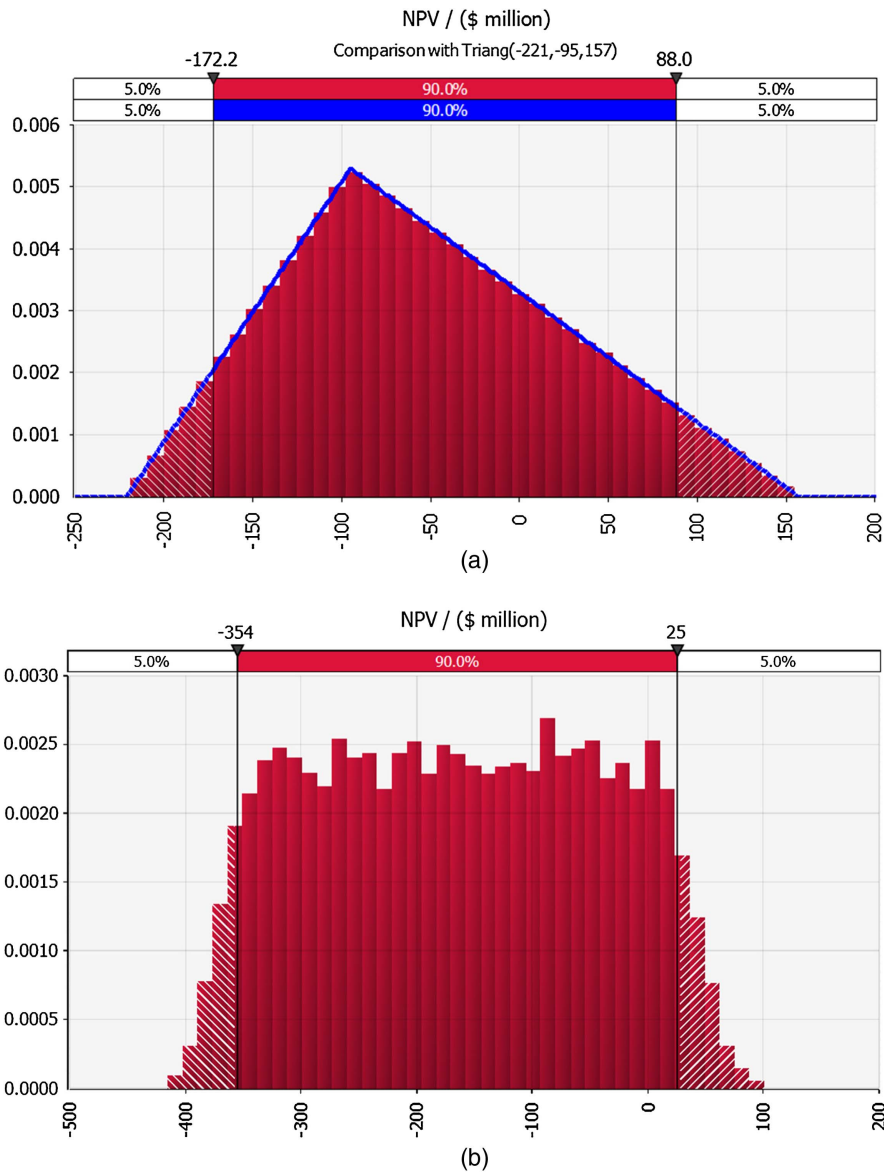 NPV / ($ million)
Comparison with Triang(-221,-95,157)
-172.2 88.0
5.0% 90.0% 5.0%
5.0% 90.0% 5.0%
0.006
0.005
0.004
0.003
0.002
0.001
0.000
-250 -200 -150 -100 -50 0 50 100 150 200
(a)
NPV / ($ million)
-354 25
5.0% 90.0% 5.0%
0.0030
0.0025
0.0020
0.0015
0.0010
0.0005
0.0000
-500 -400 -300 -200 -100 0 100 200
(b)